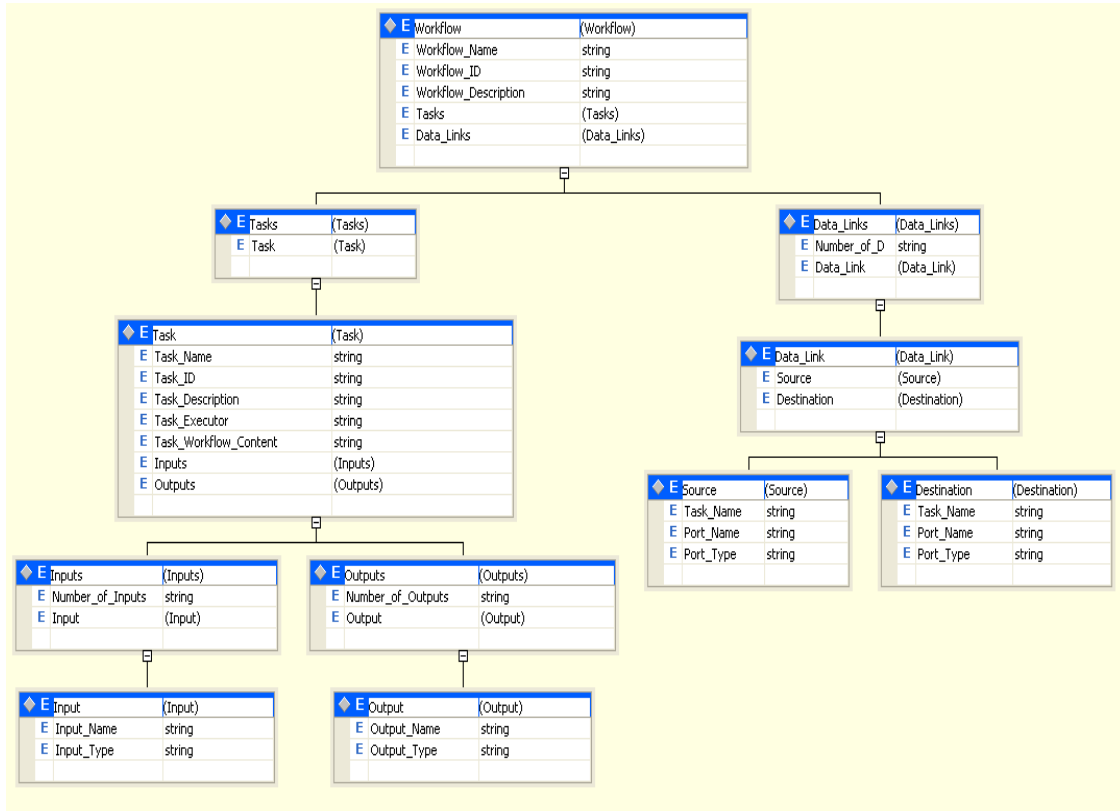 E Workflow (Workflow)
E Workflow_Name string
E Workflow_ID string
E Workflow_Description string
E Tasks (Tasks)
E Data_Links (Data_Links)
E Tasks (Tasks)
E Task (Task)
E Data_Links (Data_Links)
E Number_of_D string
E Data_Link (Data_Link)
E Task (Task)
E Task_Name string
E Task_ID string
E Task_Description string
E Task_Executor string
E Task_Workflow_Content string
E Inputs (Inputs)
E Outputs (Outputs)
E Data_Link (Data_Link)
E Source (Source)
E Destination (Destination)
E Source (Source)
E Task_Name string
E Port_Name string
E Port_Type string
E Destination (Destination)
E Task_Name string
E Port_Name string
E Port_Type string
E Inputs (Inputs)
E Number_of_Inputs string
E Input (Input)
E Outputs (Outputs)
E Number_of_Outputs string
E Output (Output)
E Input (Input)
E Input_Name string
E Input_Type string
E Output (Output)
E Output_Name string
E Output_Type string